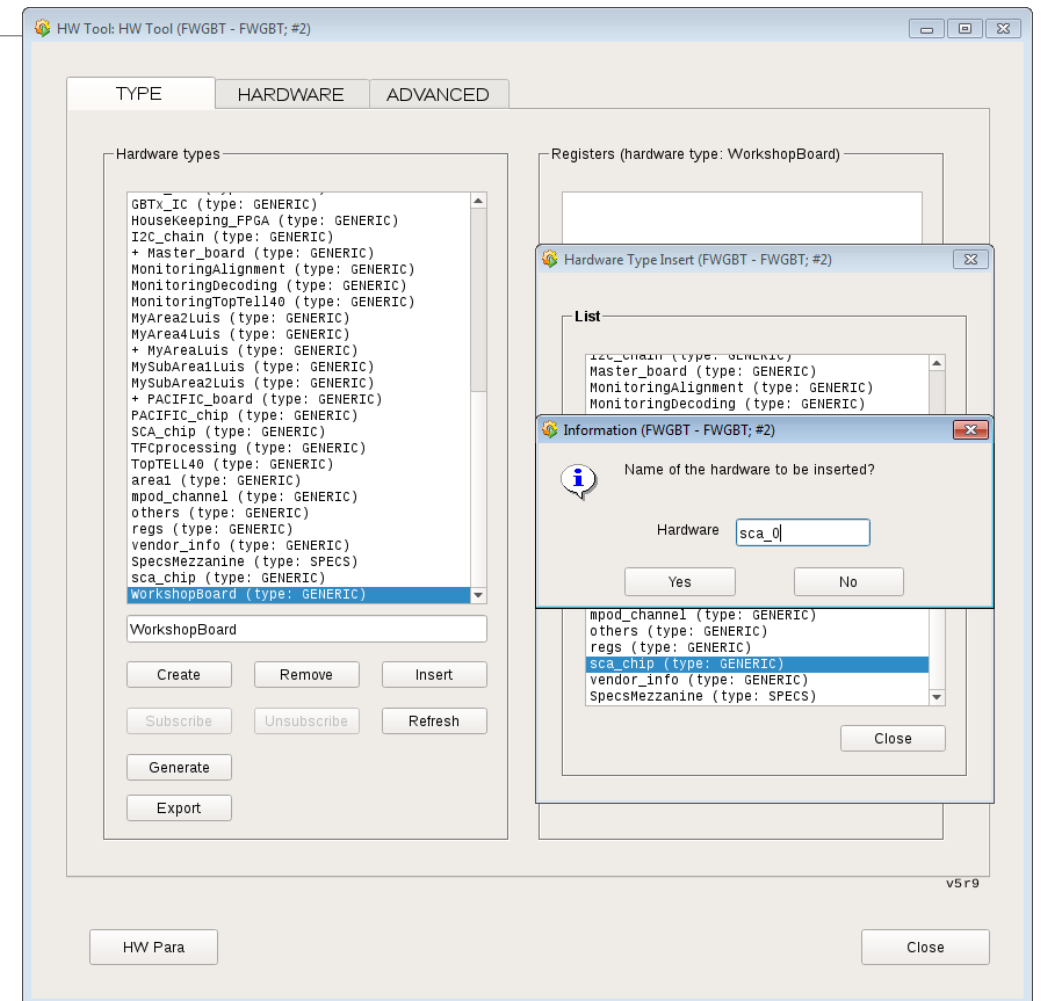 HW Tool: HW Tool (FWGBT - FWGBT; #2)
TYPE
HARDWARE
ADVANCED
Hardware types
GBTx_IC (type: GENERIC)
HouseKeeping_FPGA (type: GENERIC)
I2C_chain (type: GENERIC)
+ Master_board (type: GENERIC)
MonitoringAlignment (type: GENERIC)
MonitoringDecoding (type: GENERIC)
MonitoringTopTell40 (type: GENERIC)
MyArea2Luis (type: GENERIC)
MyArea4Luis (type: GENERIC)
+ MyAreaLuis (type: GENERIC)
MySubArea1Luis (type: GENERIC)
MySubArea2Luis (type: GENERIC)
+ PACIFIC_board (type: GENERIC)
PACIFIC_chip (type: GENERIC)
SCA_chip (type: GENERIC)
TFCprocessing (type: GENERIC)
TopTELL40 (type: GENERIC)
area1 (type: GENERIC)
mpod_channel (type: GENERIC)
others (type: GENERIC)
regs (type: GENERIC)
vendor_info (type: GENERIC)
SpecsMezzanine (type: SPECS)
sca_chip (type: GENERIC)
WorkshopBoard (type: GENERIC)
WorkshopBoard
Create
Remove
Insert
Subscribe
Unsubscribe
Refresh
Generate
Export
Registers (hardware type: WorkshopBoard)
Hardware Type Insert (FWGBT - FWGBT; #2)
List
I2C_chain (type: GENERIC)
Master_board (type: GENERIC)
MonitoringAlignment (type: GENERIC)
MonitoringDecoding (type: GENERIC)
Information (FWGBT - FWGBT; #2)
Name of the hardware to be inserted?
Hardware
sca_0
Yes
No
mpod_channel (type: GENERIC)
others (type: GENERIC)
regs (type: GENERIC)
sca_chip (type: GENERIC)
vendor_info (type: GENERIC)
SpecsMezzanine (type: SPECS)
Close
v5r9
HW Para
Close